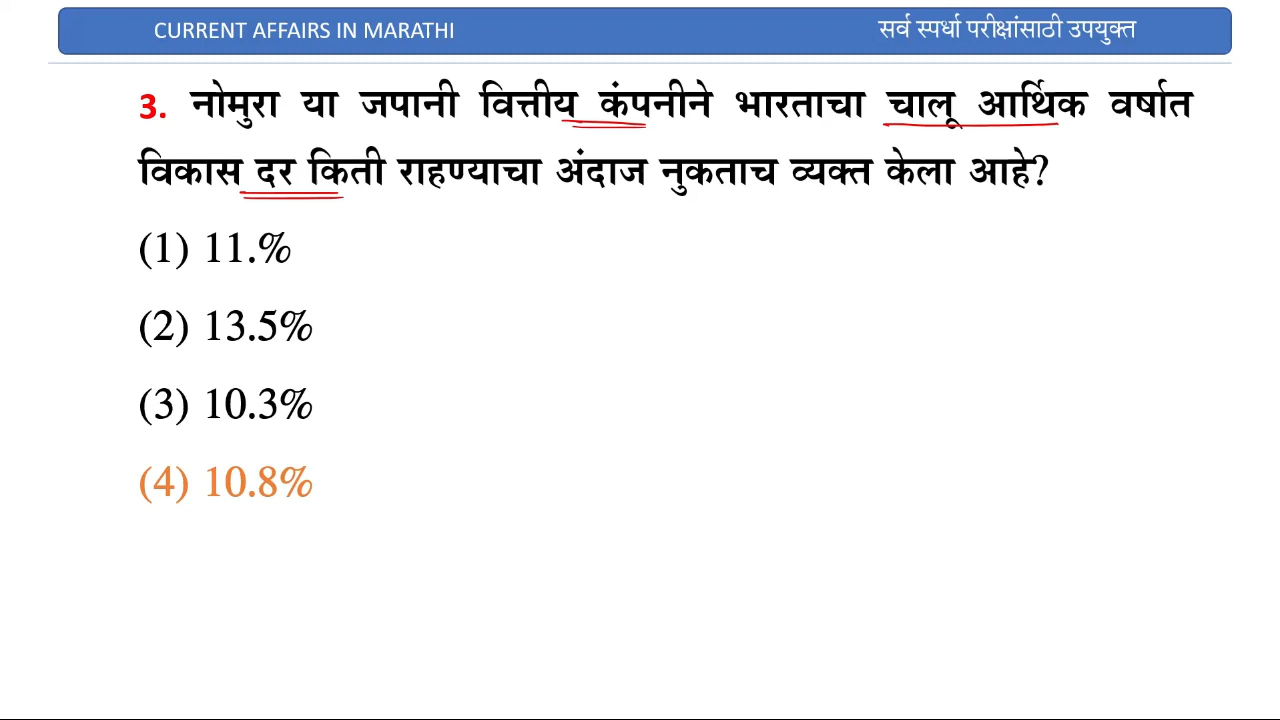 CURRENT AFFAIRS IN MARATHI सर्व स्पर्धा परीक्षांसाठी उपयुक्त
3. नोमुरा या जपानी वित्तीय कंपनीने भारताचा चालू आर्थिक वर्षात
विकास दर किती राहण्याचा अंदाज नुकताच व्यक्त केला आहे?
(1) 11.%
(2) 13.5%
(3) 10.3%
(4) 10.8%